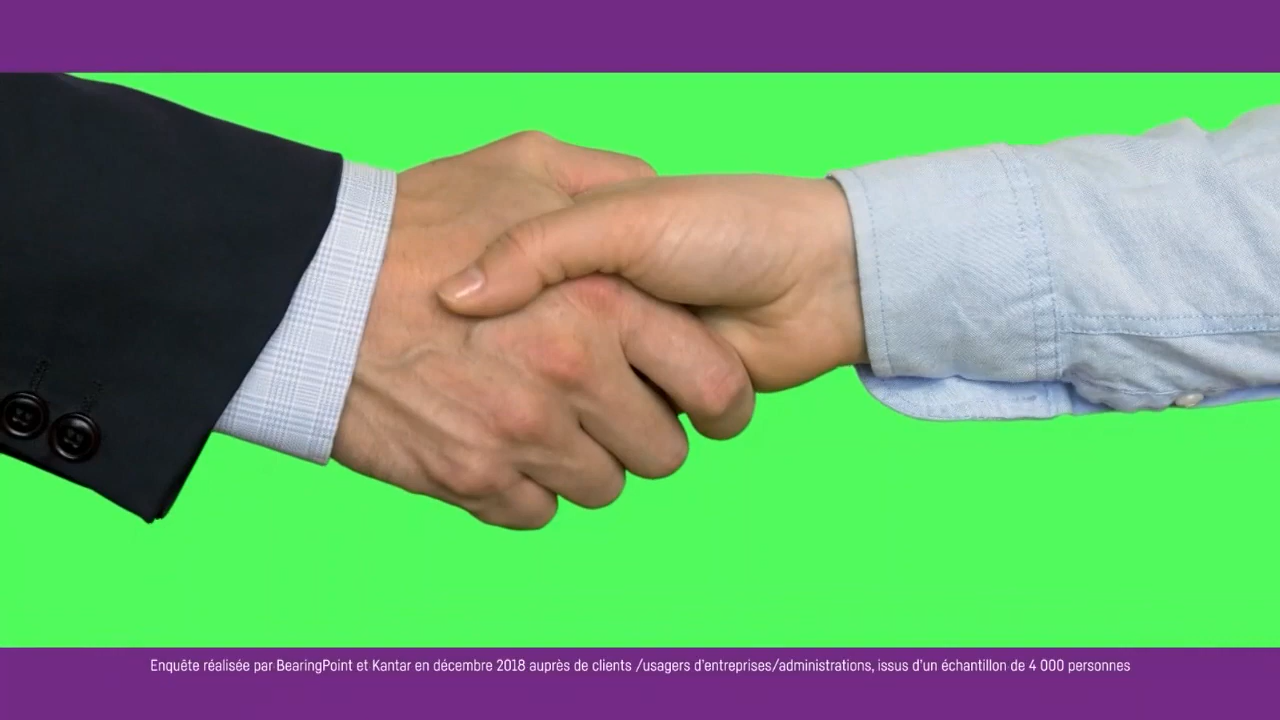 Enquête réalisée par BearingPoint et Kantar en décembre 2018 auprès de clients /usagers d'entreprises/administrations, issus d'un échantillon de 4 000 personnes